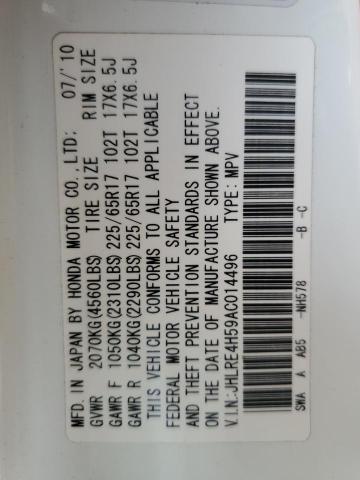 MFD. IN JAPAN BY HONDA MOTOR CO., LTD: 07/'10
GVWR 2070KG(4560LBS) TIRE SIZE RIM SIZE
GAWR F 1050KG(2310LBS) 225/65R17 102T 17X6.5J
GAWR R 1040KG(2290LBS) 225/65R17 102T 17X6.5J
THIS VEHICLE CONFORMS TO ALL APPLICABLE
FEDERAL MOTOR VEHICLE SAFETY
AND THEFT PREVENTION STANDARDS IN EFFECT
ON THE DATE OF MANUFACTURE SHOWN ABOVE.
V.I.N:JHLRE4H59AC014496 TYPE: MPV
SWA A AB5 -NH578 -B -C